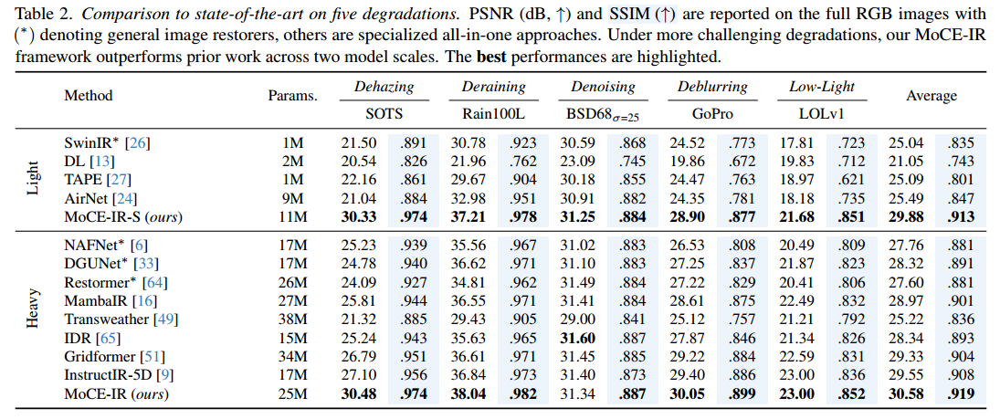 Table 2. Comparison to state-of-the-art on five degradations. PSNR (dB, ↑) and SSIM (↑) are reported on the full RGB images with
(*) denoting general image restorers, others are specialized all-in-one approaches. Under more challenging degradations, our MoCE-IR
framework outperforms prior work across two model scales. The best performances are highlighted.
Method Params. Dehazing Deraining Denoising Deblurring Low-Light Average
SOTS Rain100L BSD68σ=25 GoPro LOLv1
Light
SwinIR* [26] 1M 21.50 .891 30.78 .923 30.59 .868 24.52 .773 17.81 .723 25.04 .835
DL [13] 2M 20.54 .826 21.96 .762 23.09 .745 19.86 .672 19.83 .712 21.05 .743
TAPE [27] 1M 22.16 .861 29.67 .904 30.18 .855 24.47 .763 18.97 .621 25.09 .801
AirNet [24] 9M 21.04 .884 32.98 .951 30.91 .882 24.35 .781 18.18 .735 25.49 .847
MoCE-IR-S (ours) 11M 30.33 .974 37.21 .978 31.25 .884 28.90 .877 21.68 .851 29.88 .913
Heavy
NAFNet* [6] 17M 25.23 .939 35.56 .967 31.02 .883 26.53 .808 20.49 .809 27.76 .881
DGUNet* [33] 17M 24.78 .940 36.62 .971 31.10 .883 27.25 .837 21.87 .823 28.32 .891
Restormer* [64] 26M 24.09 .927 34.81 .962 31.49 .884 27.22 .829 20.41 .806 27.60 .881
MambaIR [16] 27M 25.81 .944 36.55 .971 31.41 .884 28.61 .875 22.49 .832 28.97 .901
Transweather [49] 38M 21.32 .885 29.43 .905 29.00 .841 25.12 .757 21.21 .792 25.22 .836
IDR [65] 15M 25.24 .943 35.63 .965 31.60 .887 27.87 .846 21.34 .826 28.34 .893
Gridformer [51] 34M 26.79 .951 36.61 .971 31.45 .885 29.22 .884 22.59 .831 29.33 .904
InstructIR-5D [9] 17M 27.10 .956 36.84 .973 31.40 .873 29.40 .886 23.00 .836 29.55 .908
MoCE-IR (ours) 25M 30.48 .974 38.04 .982 31.34 .887 30.05 .899 23.00 .852 30.58 .919